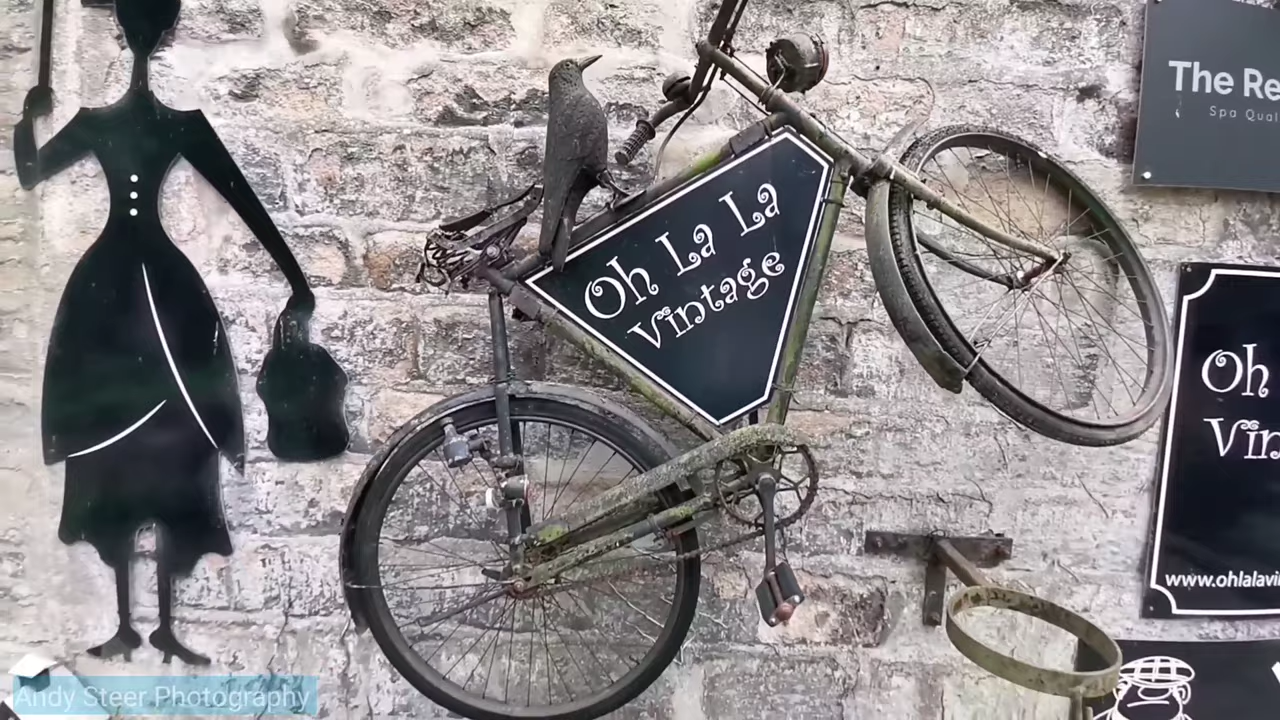 The Re
Spa Qual
Oh La La
Vintage
Oh
Vin
www.ohlalavi
Andy Steer Photography